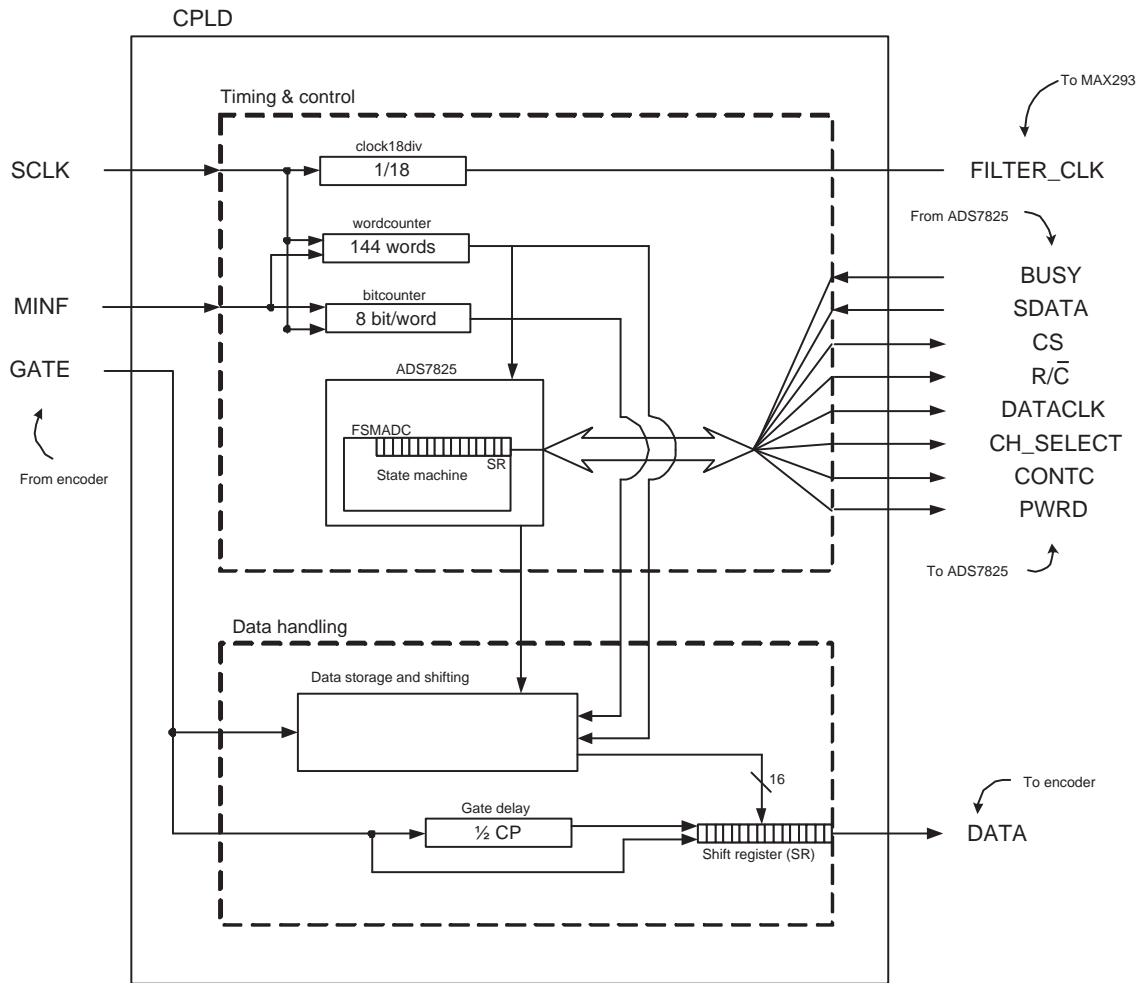 CPLD
To MAX293
Timing & control
clock18div
SCLK
1/18
FILTER_CLK
From ADS7825
wordcounter
144 words
BUSY
MINF
bitcounter
8 bit/word
SDATA
CS
GATE
ADS7825
R/C̅
DATACLK
FSMADC
SR
State machine
CH_SELECT
From encoder
CONTC
PWRD
To ADS7825
Data handling
Data storage and shifting
16
To encoder
Gate delay
½ CP
DATA
Shift register (SR)